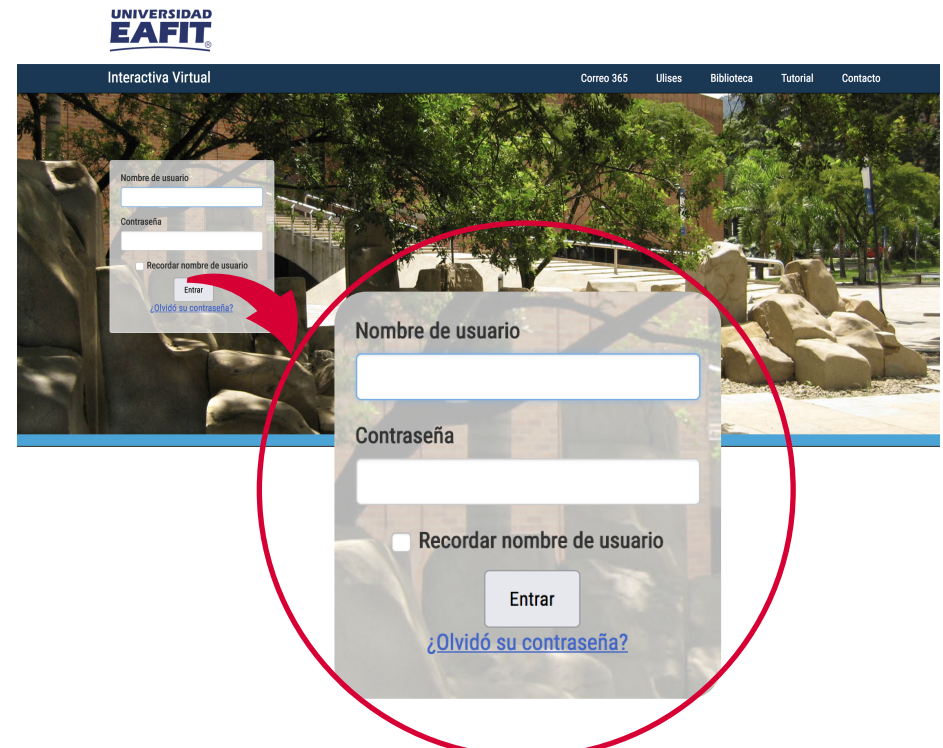 UNIVERSIDAD
EAFIT®
Interactiva Virtual
Correo 365 Ulises Biblioteca Tutorial Contacto
Nombre de usuario
Contraseña
Recordar nombre de usuario
Entrar
¿Olvidó su contraseña?
Nombre de usuario
Contraseña
Recordar nombre de usuario
Entrar
¿Olvidó su contraseña?